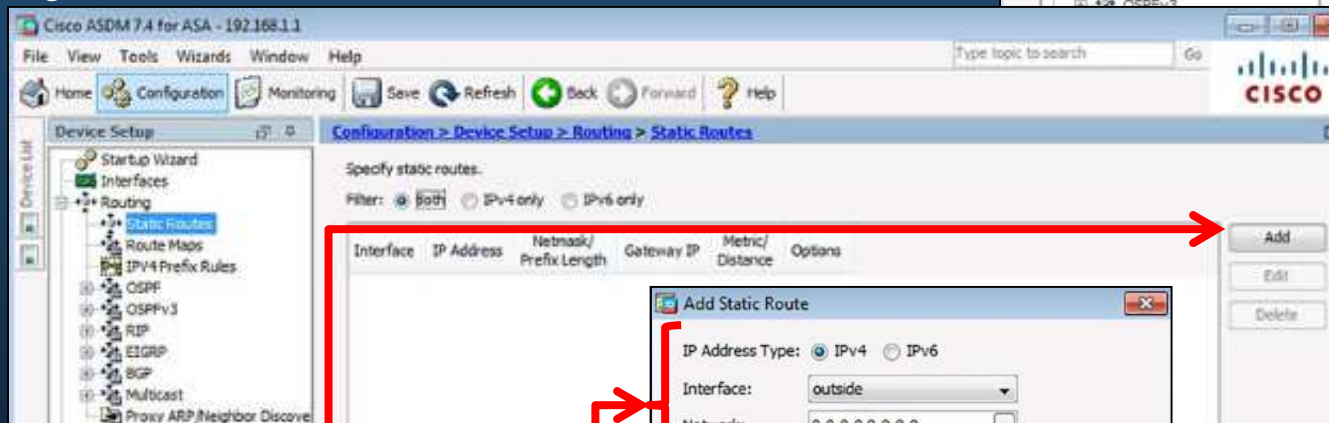 OSPFv3
Cisco ASDM 7.4 for ASA - 192.168.1.1
File View Tools Wizards Window Help
Type topic to search Go
Home Configuration Monitoring Save Refresh Back Forward Help
CISCO
Device List
Device Setup
Configuration > Device Setup > Routing > Static Routes
Startup Wizard
Interfaces
Routing
Static Routes
Route Maps
IPV4 Prefix Rules
OSPF
OSPFv3
RIP
EIGRP
BGP
Multicast
Proxy ARP/Neighbor Discove
Specify static routes.
Filter: Both IPv4 only IPv6 only
Interface IP Address Netmask/ Prefix Length Gateway IP Metric/ Distance Options
Add
Edit
Delete
Add Static Route
IP Address Type: IPv4 IPv6
Interface: outside
Network: